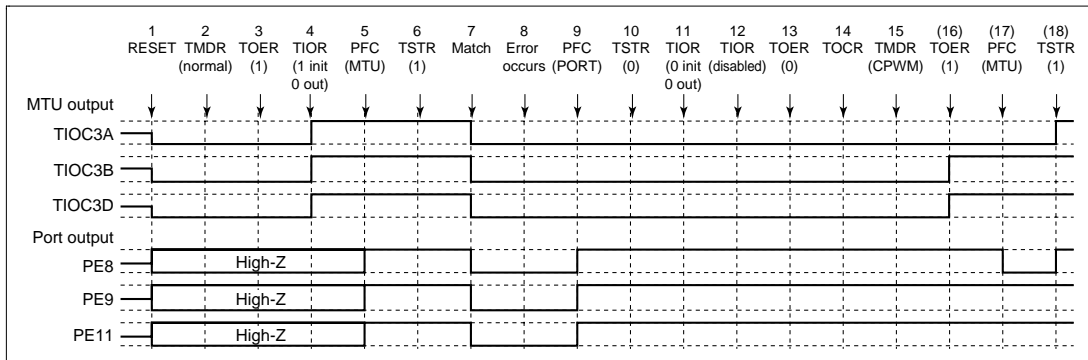 1 2 3 4 5 6 7 8 9 10 11 12 13 14 15 (16) (17) (18)
RESET TMDR TOER TIOR PFC TSTR Match Error PFC TSTR TIOR TIOR TOER TOCR TMDR TOER PFC TSTR
(normal) (1) (1 init (MTU) (1) occurs (PORT) (0) (0 init (disabled) (0) (CPWM) (1) (MTU) (1)
0 out) 0 out)
MTU output
TIOC3A
TIOC3B
TIOC3D
Port output
PE8 High-Z
PE9 High-Z
PE11 High-Z